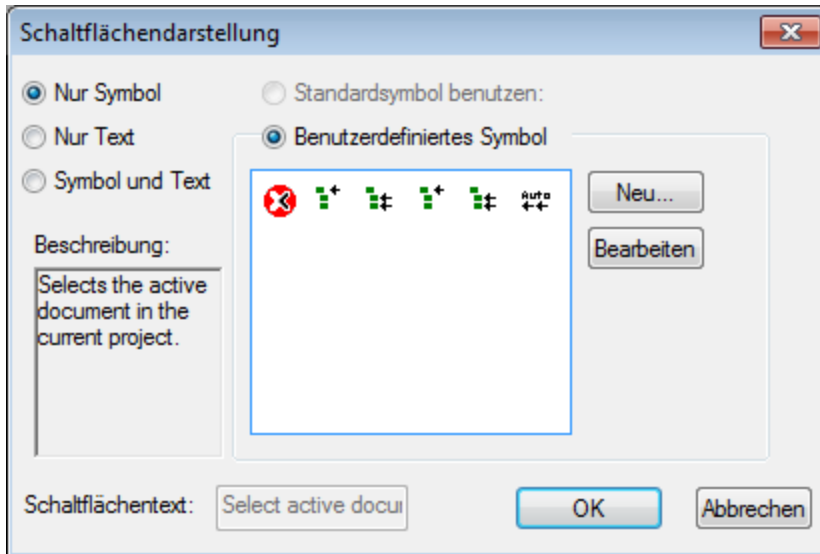 Schaltflächendarstellung
Nur Symbol
Standardsymbol benutzen:
Nur Text
Benutzerdefiniertes Symbol
Symbol und Text
Auto
Neu...
Bearbeiten
Beschreibung:
Selects the active
document in the
current project.
Schaltflächentext:
Select active docu
OK
Abbrechen